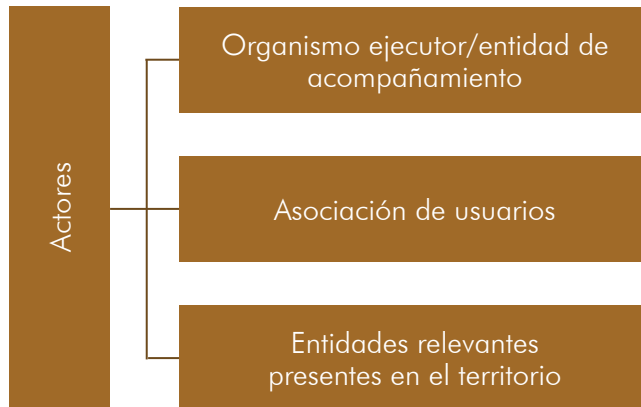 Actores
Organismo ejecutor/entidad de
acompañamiento
Asociación de usuarios
Entidades relevantes
presentes en el territorio